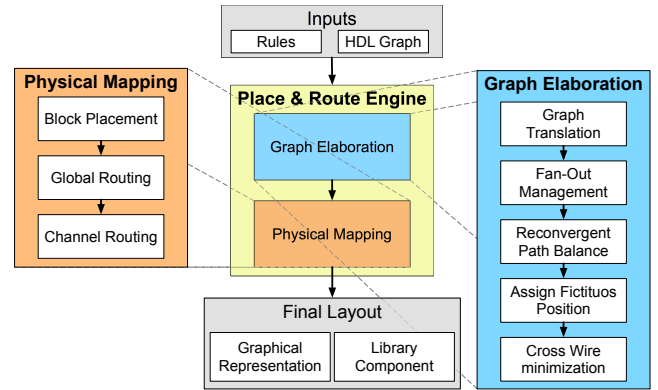 Inputs
Rules
HDL Graph
Physical Mapping
Block Placement
Global Routing
Channel Routing
Place & Route Engine
Graph Elaboration
Physical Mapping
Graph Elaboration
Graph
Translation
Fan-Out
Management
Reconvergent
Path Balance
Assign Fictituos
Position
Cross Wire
minimization
Final Layout
Graphical
Representation
Library
Component